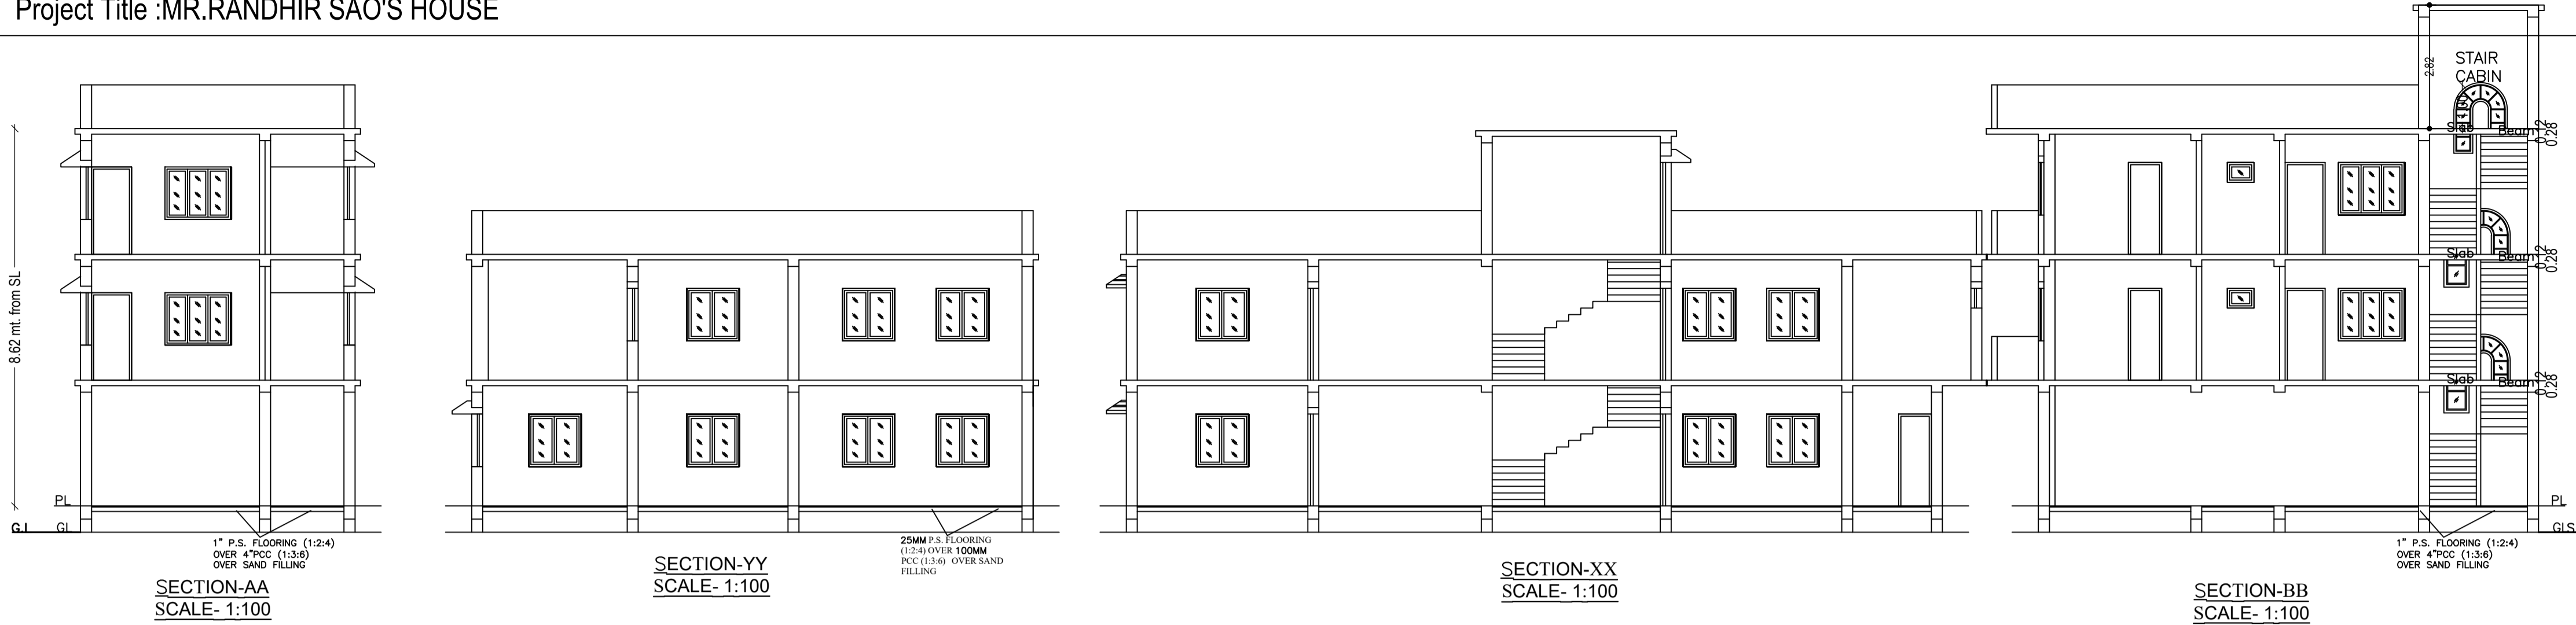 Project Title :MR.RANDHIR SAO'S HOUSE
8.62 mt. from SL
PL
G.L
GL
1" P.S. FLOORING (1:2:4)
OVER 4"PCC (1:3:6)
OVER SAND FILLING
SECTION-AA
SCALE- 1:100
25MM P.S. FLOORING
(1:2:4) OVER 100MM
PCC (1:3:6) OVER SAND
FILLING
SECTION-YY
SCALE- 1:100
SECTION-XX
SCALE- 1:100
2.82
STAIR
CABIN
Slab
Beam
0.12
0.28
Slab
Beam
0.12
0.28
Slab
Beam
0.12
0.28
PL
GLS
1" P.S. FLOORING (1:2:4)
OVER 4"PCC (1:3:6)
OVER SAND FILLING
SECTION-BB
SCALE- 1:100